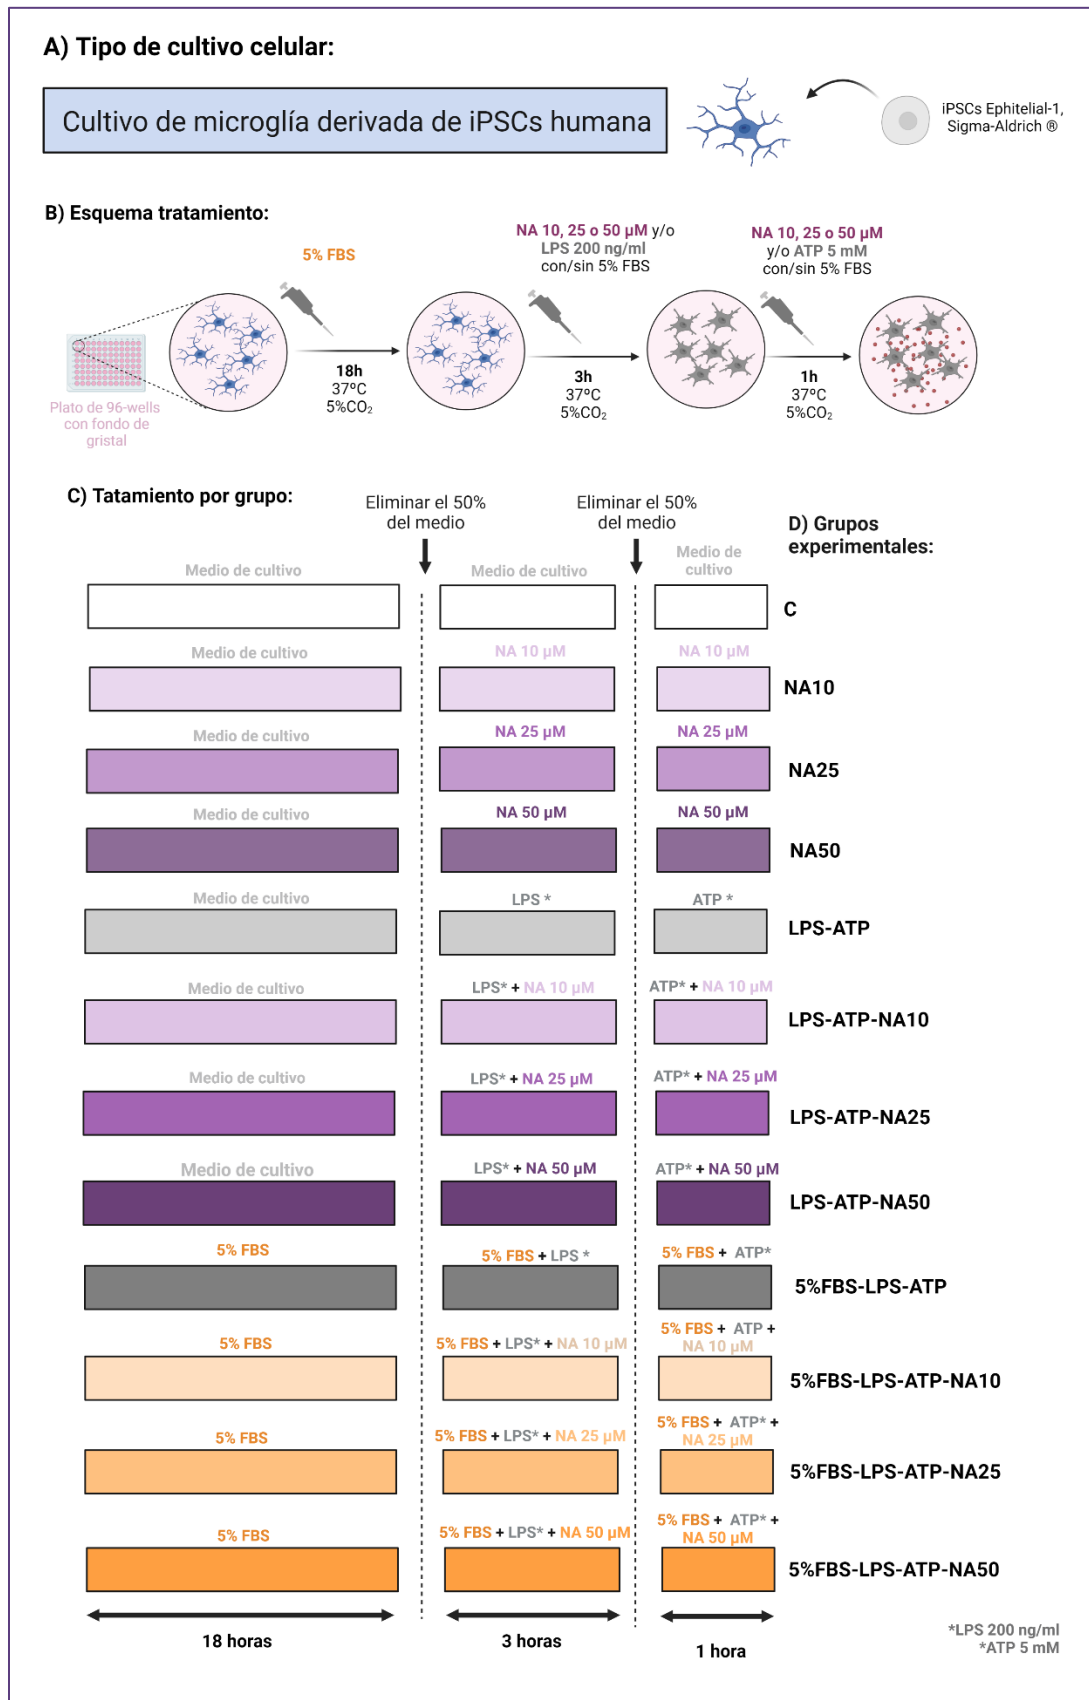 A) Tipo de cultivo celular:
Cultivo de microglía derivada de iPSCs humana
iPSCs Ephitelial-1,
Sigma-Aldrich ®
B) Esquema tratamiento:
5% FBS
NA 10, 25 o 50 µM y/o
LPS 200 ng/ml
con/sin 5% FBS
NA 10, 25 o 50 µM
y/o ATP 5 mM
con/sin 5% FBS
18h
37ºC
5%CO₂
3h
37ºC
5%CO₂
1h
37ºC
5%CO₂
Plato de 96-wells
con fondo de
gristal
C) Tatamiento por grupo:
Eliminar el 50%
del medio
Eliminar el 50%
del medio
D) Grupos
experimentales:
Medio de cultivo
Medio de cultivo
Medio de
cultivo
C
Medio de cultivo
NA 10 µM
NA 10 µM
NA10
Medio de cultivo
NA 25 µM
NA 25 µM
NA25
Medio de cultivo
NA 50 µM
NA 50 µM
NA50
Medio de cultivo
LPS *
ATP *
LPS-ATP
Medio de cultivo
LPS* + NA 10 µM
ATP* + NA 10 µM
LPS-ATP-NA10
Medio de cultivo
LPS* + NA 25 µM
ATP* + NA 25 µM
LPS-ATP-NA25
Medio de cultivo
LPS* + NA 50 µM
ATP* + NA 50 µM
LPS-ATP-NA50
5% FBS
5% FBS + LPS *
5% FBS + ATP*
5%FBS-LPS-ATP
5% FBS
5% FBS + LPS* + NA 10 µM
5% FBS + ATP +
NA 10 µM
5%FBS-LPS-ATP-NA10
5% FBS
5% FBS + LPS* + NA 25 µM
5% FBS + ATP* +
NA 25 µM
5%FBS-LPS-ATP-NA25
5% FBS
5% FBS + LPS* + NA 50 µM
5% FBS + ATP* +
NA 50 µM
5%FBS-LPS-ATP-NA50
18 horas
3 horas
1 hora
*LPS 200 ng/ml
*ATP 5 mM